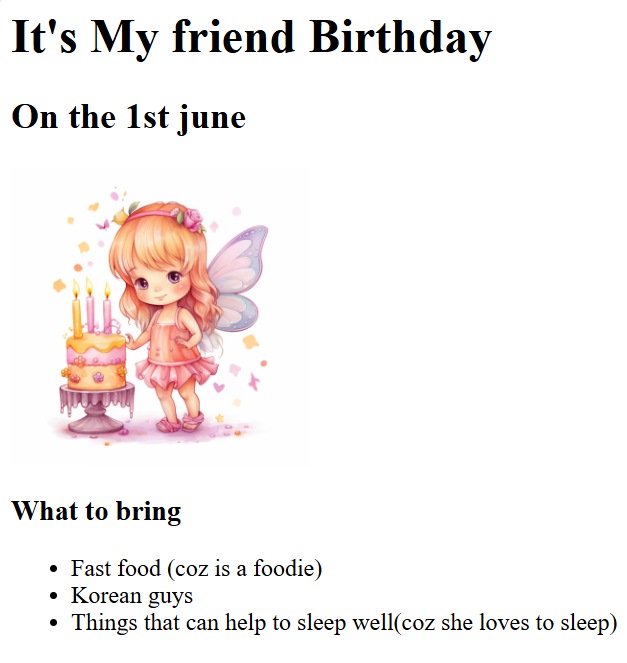 It's My friend Birthday
On the 1st june
What to bring
• Fast food (coz is a foodie)
• Korean guys
• Things that can help to sleep well(coz she loves to sleep)